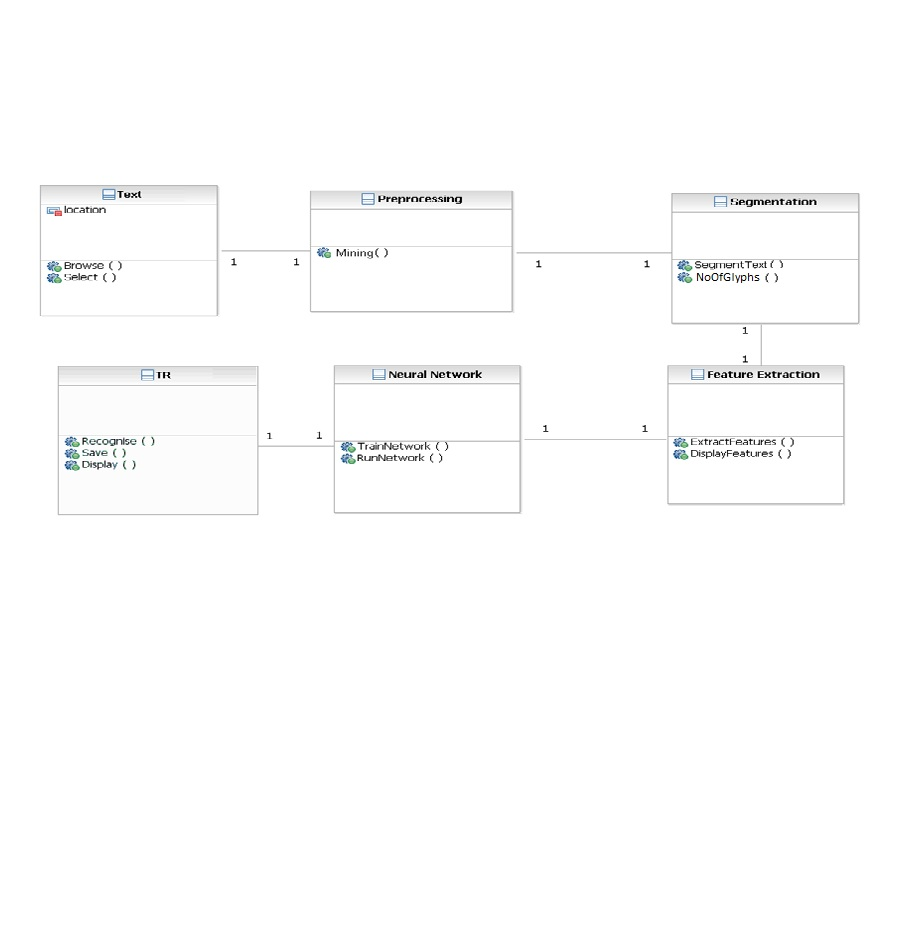 Text
location
Browse ( )
Select ( )
1 1
Preprocessing
Mining( )
1 1
Segmentation
SegmentText ( )
NoOfGlyphs ( )
1
1
TR
Recognise ( )
Save ( )
Display ( )
1 1
Neural Network
TrainNetwork ( )
RunNetwork ( )
1 1
Feature Extraction
ExtractFeatures ( )
DisplayFeatures ( )